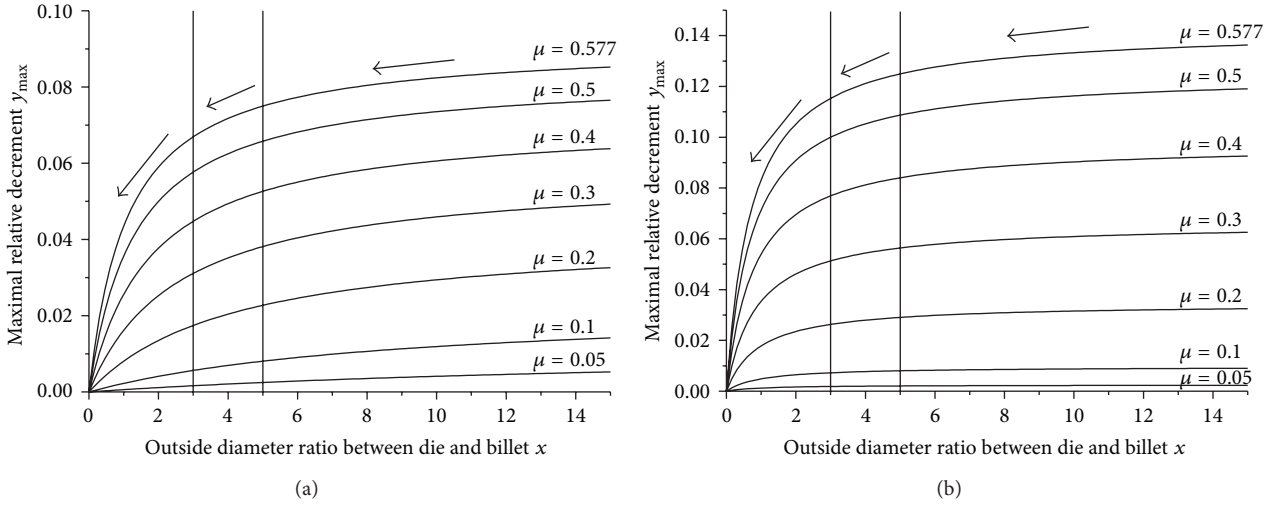 Maximal relative decrement ymax
0.10
0.08
0.06
0.04
0.02
0.00
μ = 0.577
μ = 0.5
μ = 0.4
μ = 0.3
μ = 0.2
μ = 0.1
μ = 0.05
0 2 4 6 8 10 12 14
Outside diameter ratio between die and billet x
(a)
Maximal relative decrement ymax
0.14
0.12
0.10
0.08
0.06
0.04
0.02
0.00
μ = 0.577
μ = 0.5
μ = 0.4
μ = 0.3
μ = 0.2
μ = 0.1
μ = 0.05
0 2 4 6 8 10 12 14
Outside diameter ratio between die and billet x
(b)